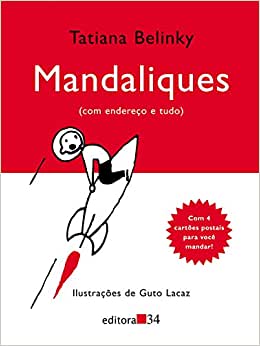 Tatiana Belinky
Mandaliques
(com endereço e tudo)
Com 4
cartões postais
para você
mandar!
Ilustrações de Guto Lacaz
editora 34